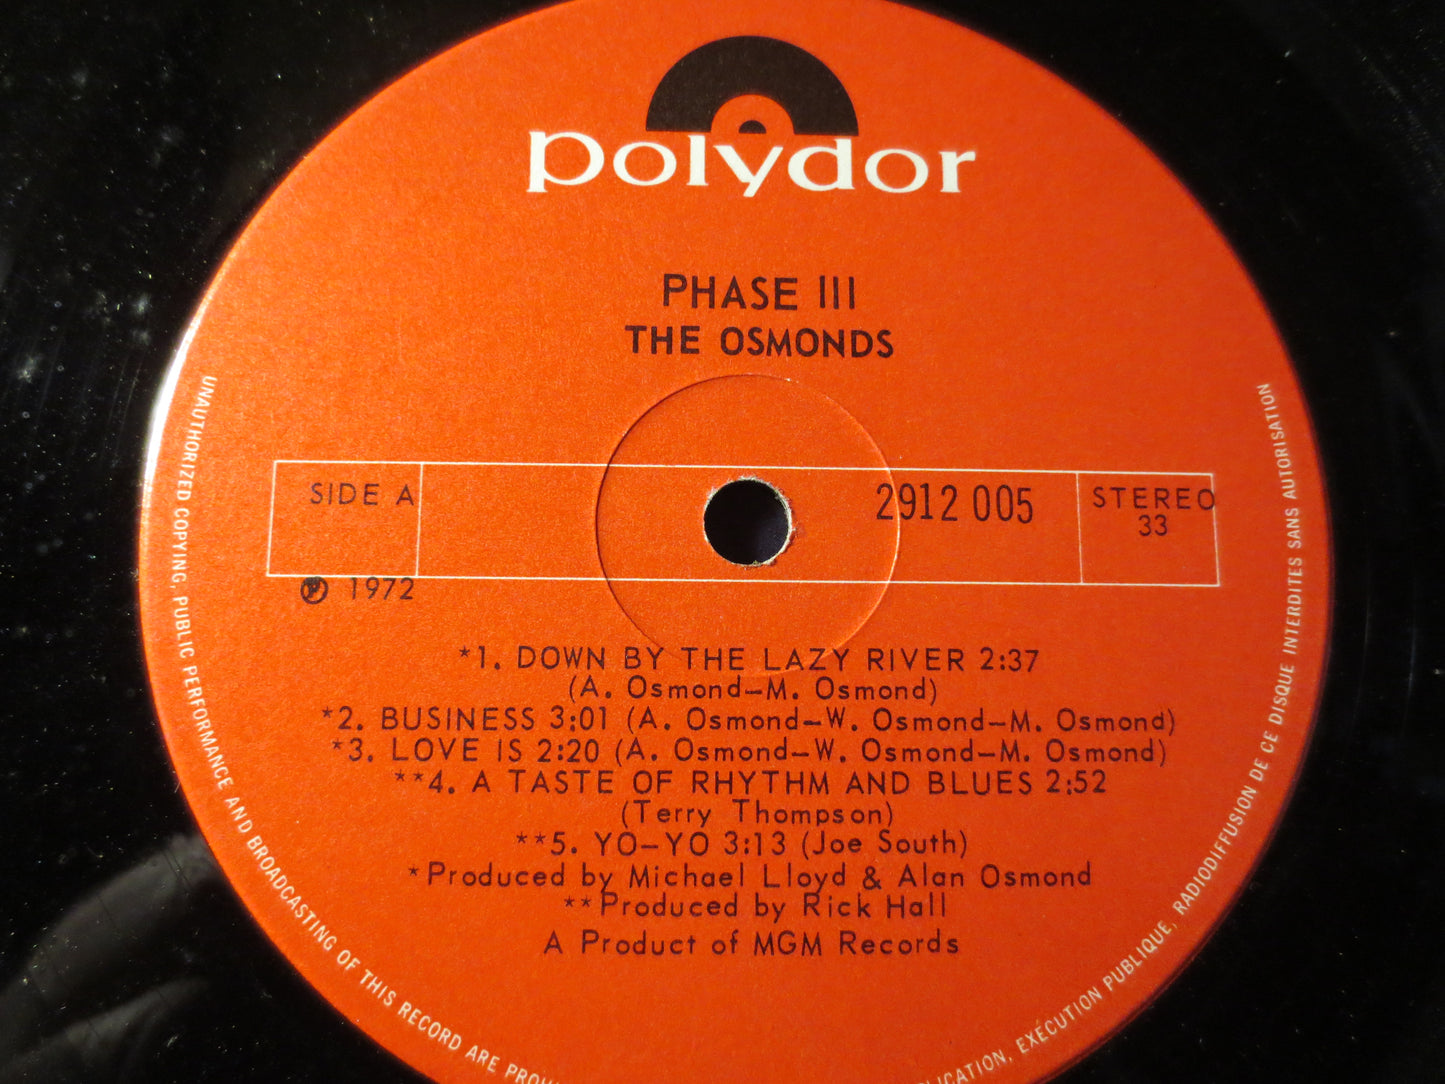 polydor
PHASE III
THE OSMONDS
SIDE A
2912 005
STEREO
33
℗ 1972
*1. DOWN BY THE LAZY RIVER 2:37
(A. Osmond–M. Osmond)
*2. BUSINESS 3:01 (A. Osmond–W. Osmond–M. Osmond)
*3. LOVE IS 2:20 (A. Osmond–W. Osmond–M. Osmond)
**4. A TASTE OF RHYTHM AND BLUES 2:52
(Terry Thompson)
**5. YO–YO 3:13 (Joe South)
*Produced by Michael Lloyd & Alan Osmond
**Produced by Rick Hall
A Product of MGM Records
UNAUTHORIZED COPYING, PUBLIC PERFORMANCE AND BROADCASTING OF THIS RECORD ARE
PUBLIQUE, RADIODIFFUSION DE CE DISQUE INTERDITES SANS AUTORISATION
EXÉCUTION